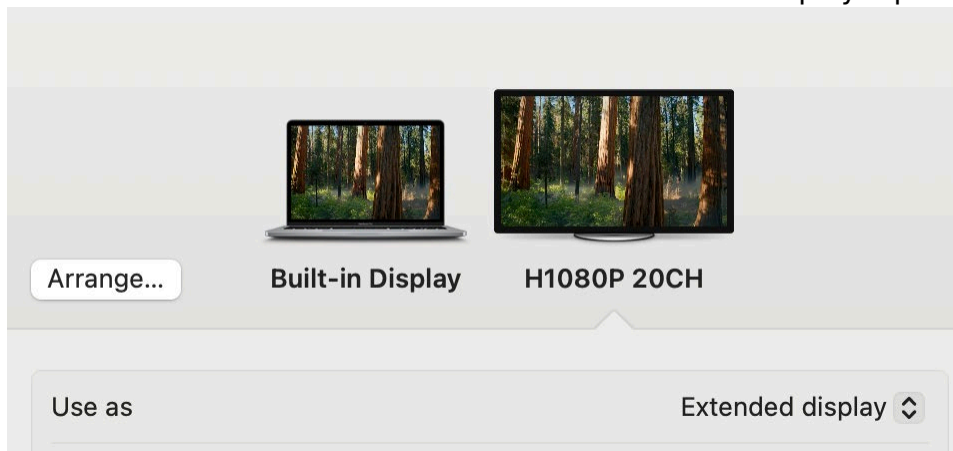 Arrange...
Built-in Display
H1080P 20CH
Use as
Extended display